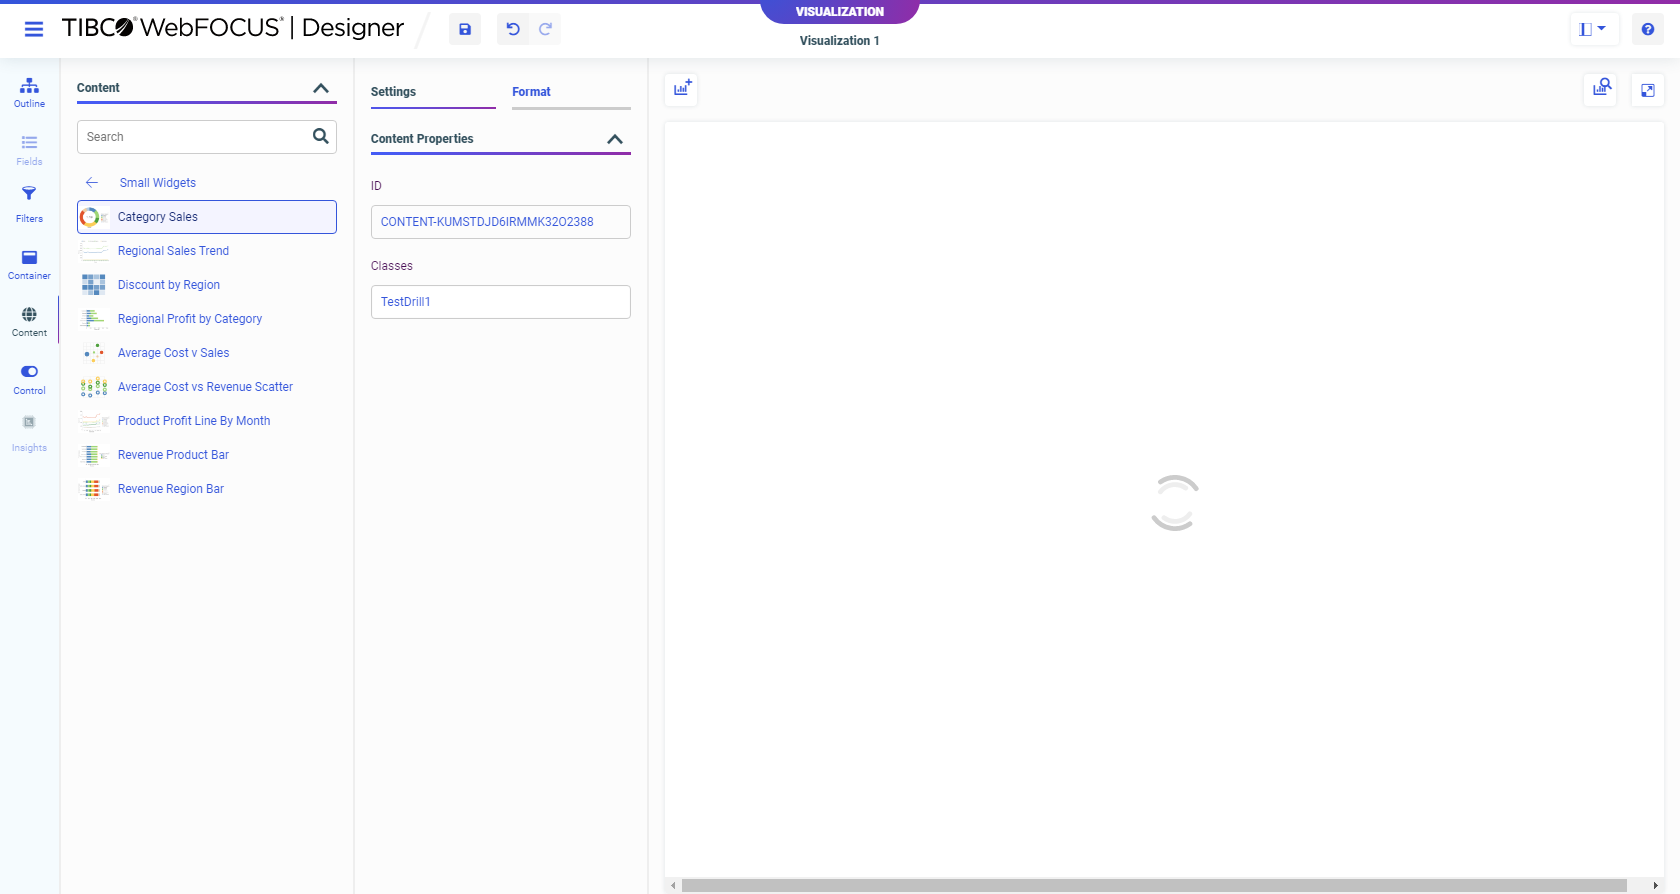 VISUALIZATION
TIBCO® WebFOCUS® | Designer
Visualization 1
Outline
Fields
Filters
Container
Content
Control
Insights
Content
Search
Small Widgets
Category Sales
Regional Sales Trend
Discount by Region
Regional Profit by Category
Average Cost v Sales
Average Cost vs Revenue Scatter
Product Profit Line By Month
Revenue Product Bar
Revenue Region Bar
Settings
Format
Content Properties
ID
CONTENT-KUMSTDJD6IRMMK32O2388
Classes
TestDrill1